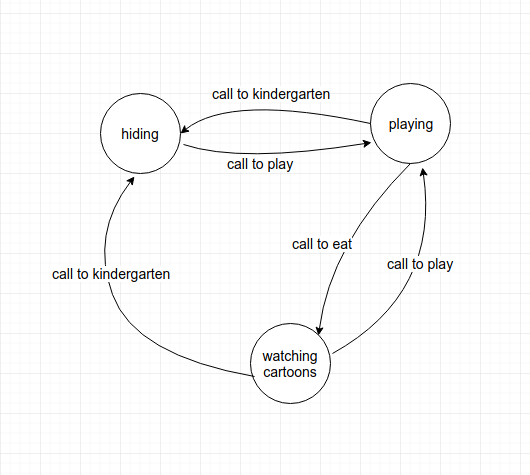 call to kindergarten
hiding
playing
call to play
call to eat
call to play
call to kindergarten
watching
cartoons